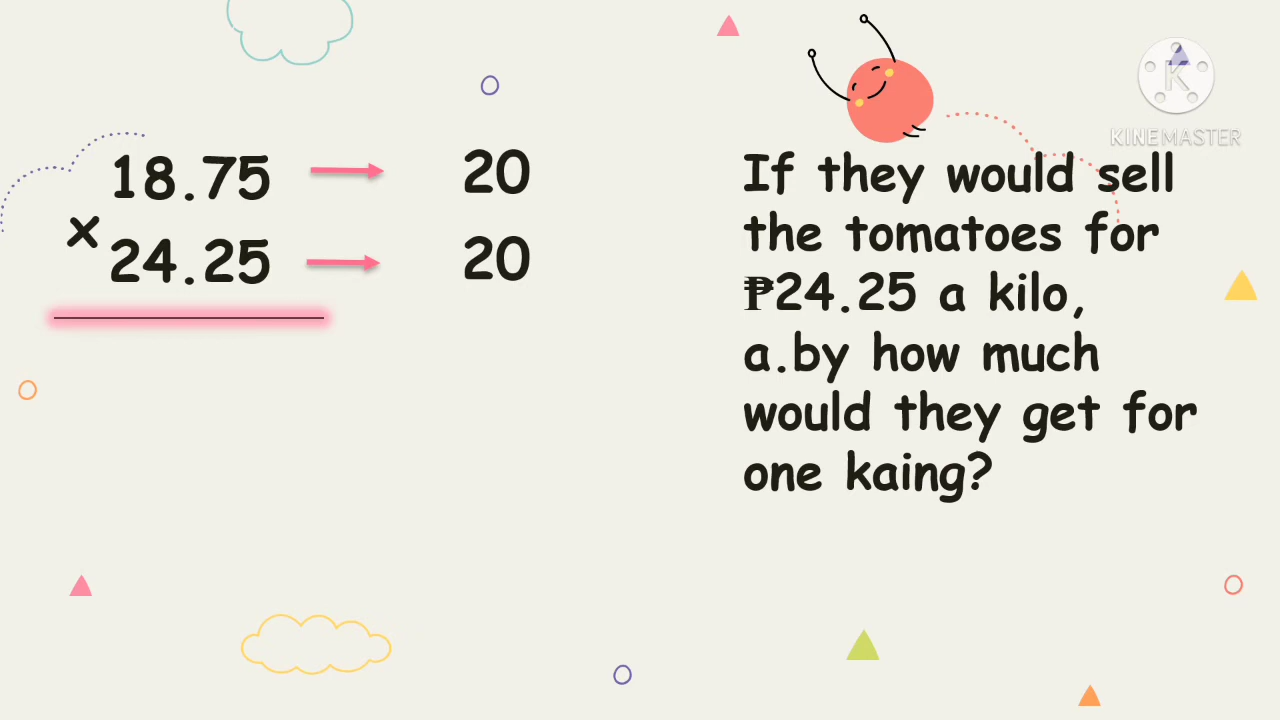 18.75 → 20
× 24.25 → 20
If they would sell
the tomatoes for
₱24.25 a kilo,
a.by how much
would they get for
one kaing?
K
KINEMASTER